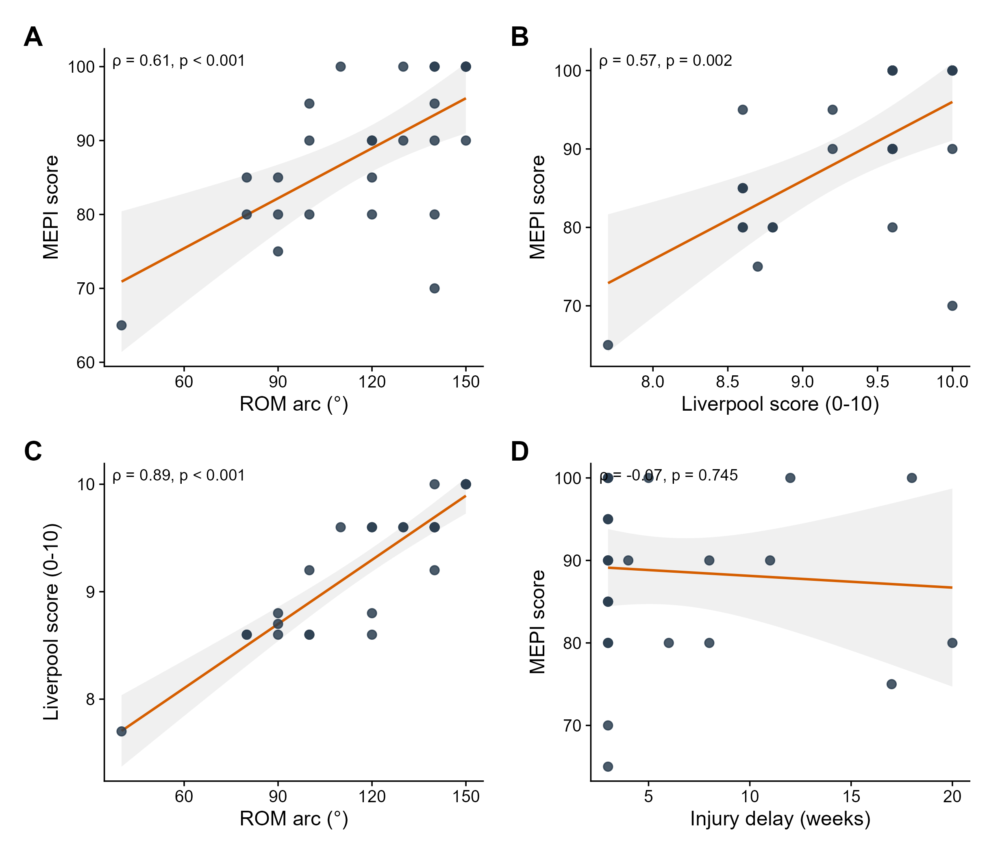 A
ρ = 0.61, p < 0.001
100
90
80
70
60
MEPI score
60 90 120 150
ROM arc (°)
B
ρ = 0.57, p = 0.002
100
90
80
70
MEPI score
8.0 8.5 9.0 9.5 10.0
Liverpool score (0-10)
C
ρ = 0.89, p < 0.001
10
9
8
Liverpool score (0-10)
60 90 120 150
ROM arc (°)
D
ρ = -0.07, p = 0.745
100
90
80
70
MEPI score
5 10 15 20
Injury delay (weeks)